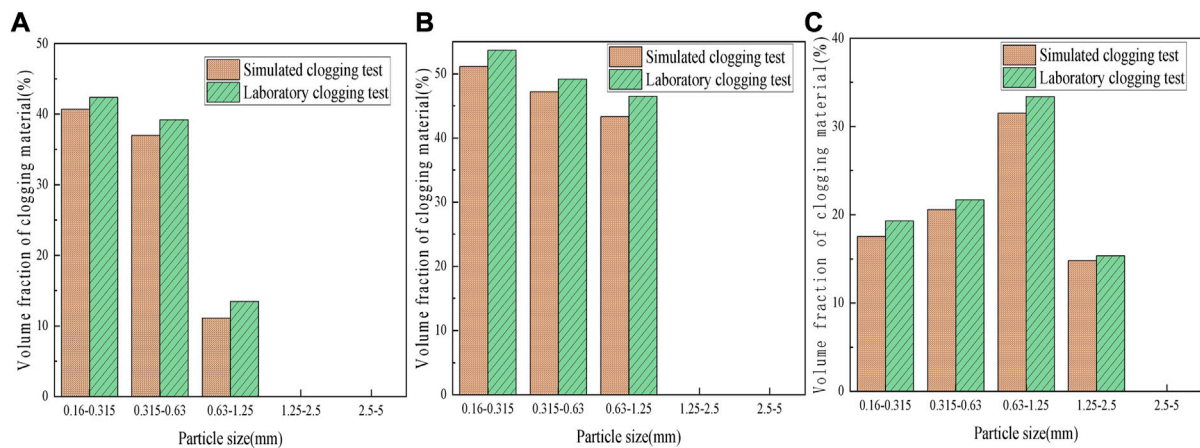 A
Volume fraction of clogging material(%)
50
40
30
20
10
0
Simulated clogging test
Laboratory clogging test
0.16-0.315 0.315-0.63 0.63-1.25 1.25-2.5 2.5-5
Particle size(mm)
B
Volume fraction of clogging material(%)
50
40
30
20
10
0
Simulated clogging test
Laboratory clogging test
0.16-0.315 0.315-0.63 0.63-1.25 1.25-2.5 2.5-5
Particle size(mm)
C
Volume fraction of clogging material(%)
40
30
20
10
0
Simulated clogging test
Laboratory clogging test
0.16-0.315 0.315-0.63 0.63-1.25 1.25-2.5 2.5-5
Particle size(mm)